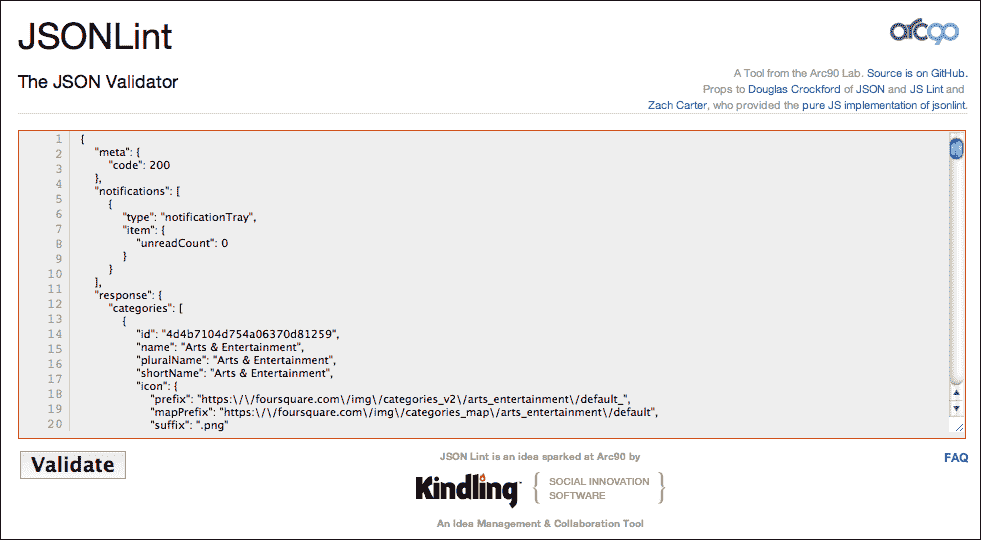 JSONLint
arc90
The JSON Validator
A Tool from the Arc90 Lab. Source is on GitHub.
Props to Douglas Crockford of JSON and JS Lint and
Zach Carter, who provided the pure JS implementation of jsonlint.
1 {
2 "meta": {
3 "code": 200
4 },
5 "notifications": [
6 {
7 "type": "notificationTray",
8 "item": {
9 "unreadCount": 0
10 }
11 }
12 ],
13 "response": {
14 "categories": [
15 {
16 "id": "4d4b7104d754a06370d81259",
17 "name": "Arts & Entertainment",
18 "pluralName": "Arts & Entertainment",
19 "shortName": "Arts & Entertainment",
20 "icon": {
"prefix": "https:\/\/foursquare.com\/img\/categories_v2\/arts_entertainment\/default_",
"mapPrefix": "https:\/\/foursquare.com\/img\/categories_map\/arts_entertainment\/default",
"suffix": ".png"
Validate
JSON Lint is an idea sparked at Arc90 by
FAQ
Kindling
SOCIAL INNOVATION
SOFTWARE
An Idea Management & Collaboration Tool